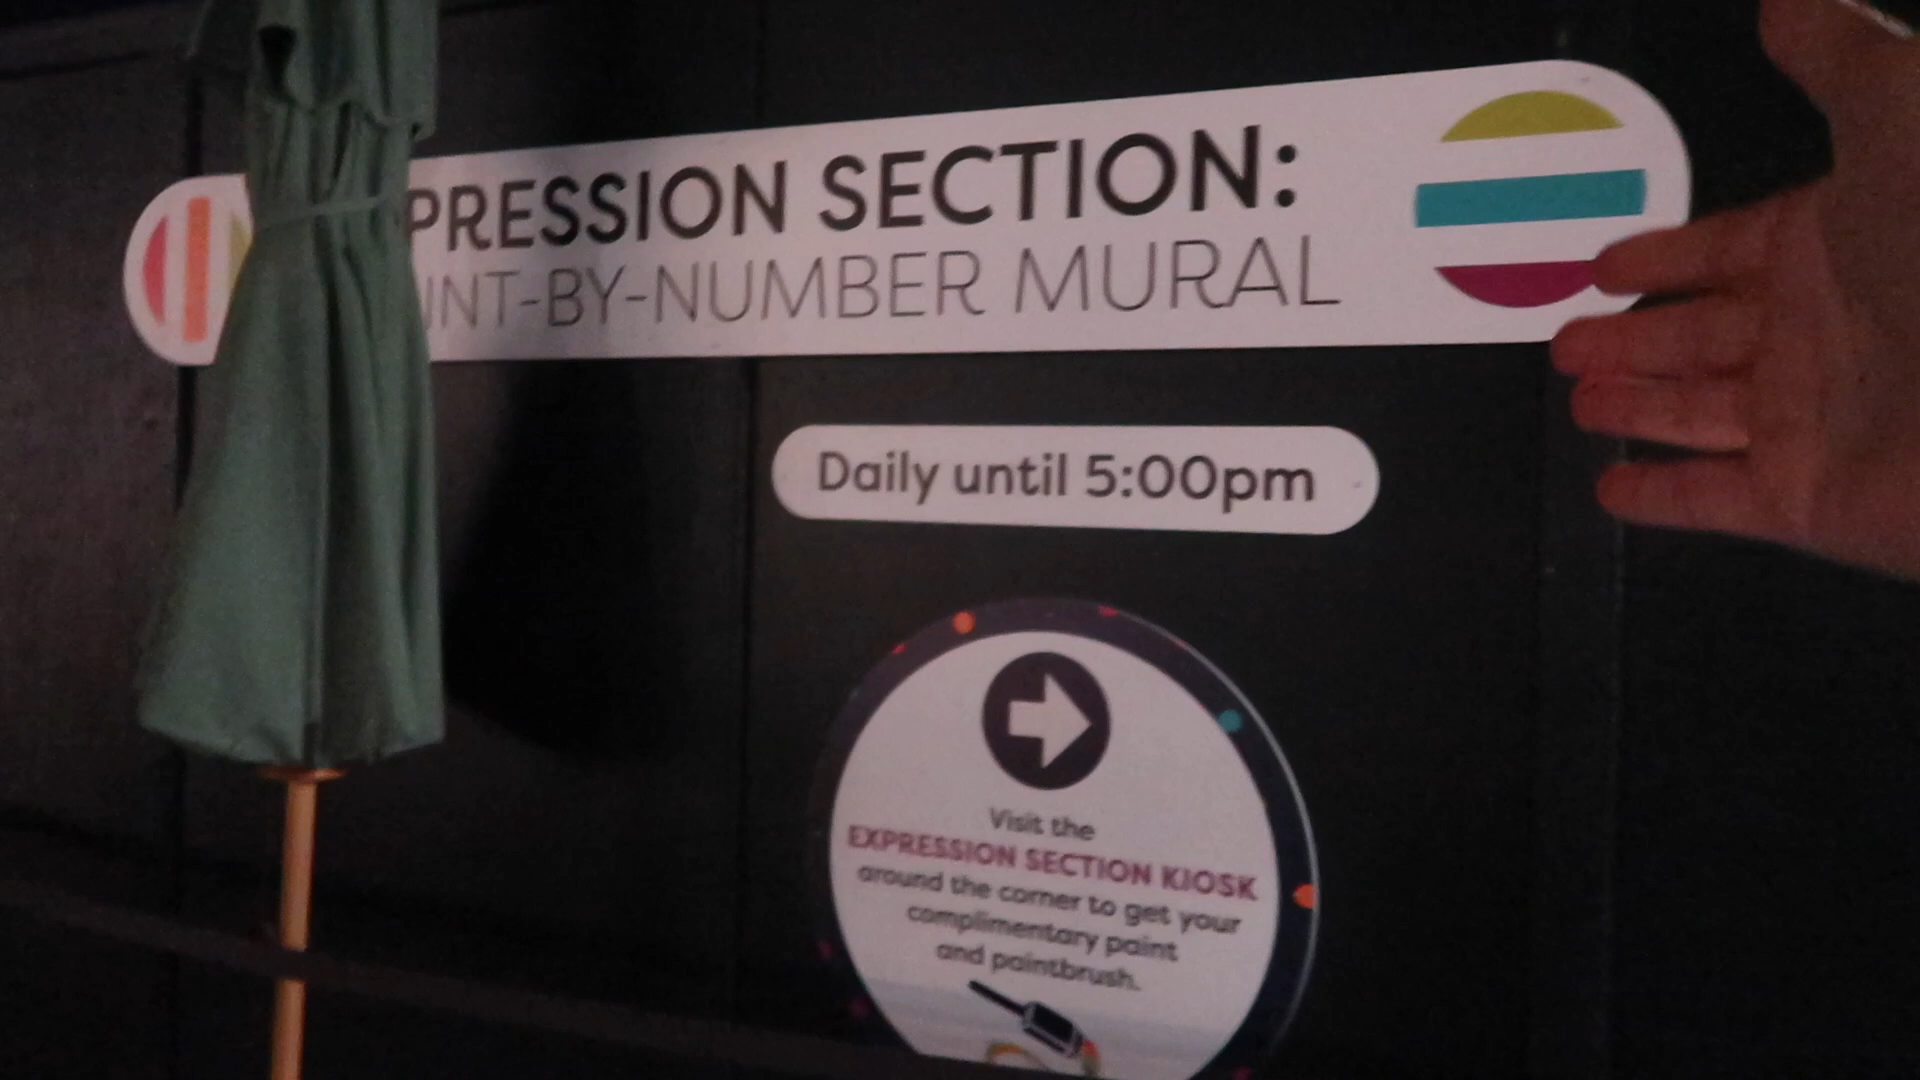 PRESSION SECTION:
INT-BY-NUMBER MURAL
Daily until 5:00pm
Visit the
EXPRESSION SECTION KIOSK
around the corner to get your
complimentary paint
and paintbrush.